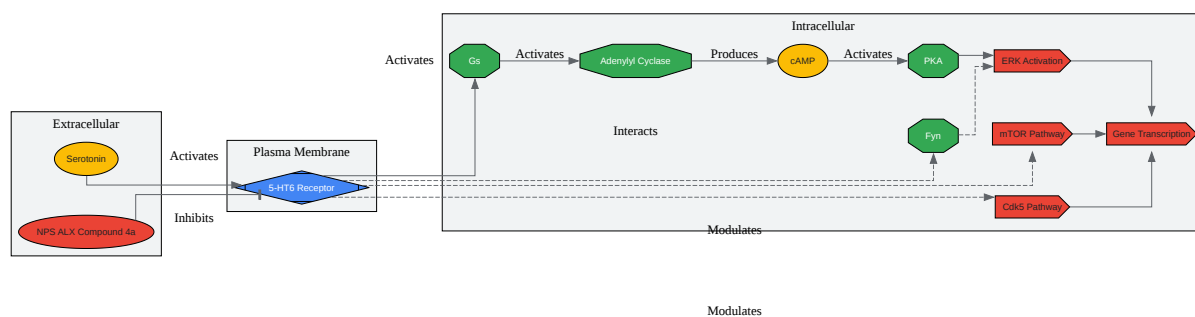 Intracellular
Activates
Gs
Activates
Adenylyl Cyclase
Produces
cAMP
Activates
PKA
ERK Activation
Extracellular
Serotonin
NPS ALX Compound 4a
Activates
Inhibits
Plasma Membrane
5-HT6 Receptor
Interacts
Fyn
mTOR Pathway
Gene Transcription
Cdk5 Pathway
Modulates
Modulates